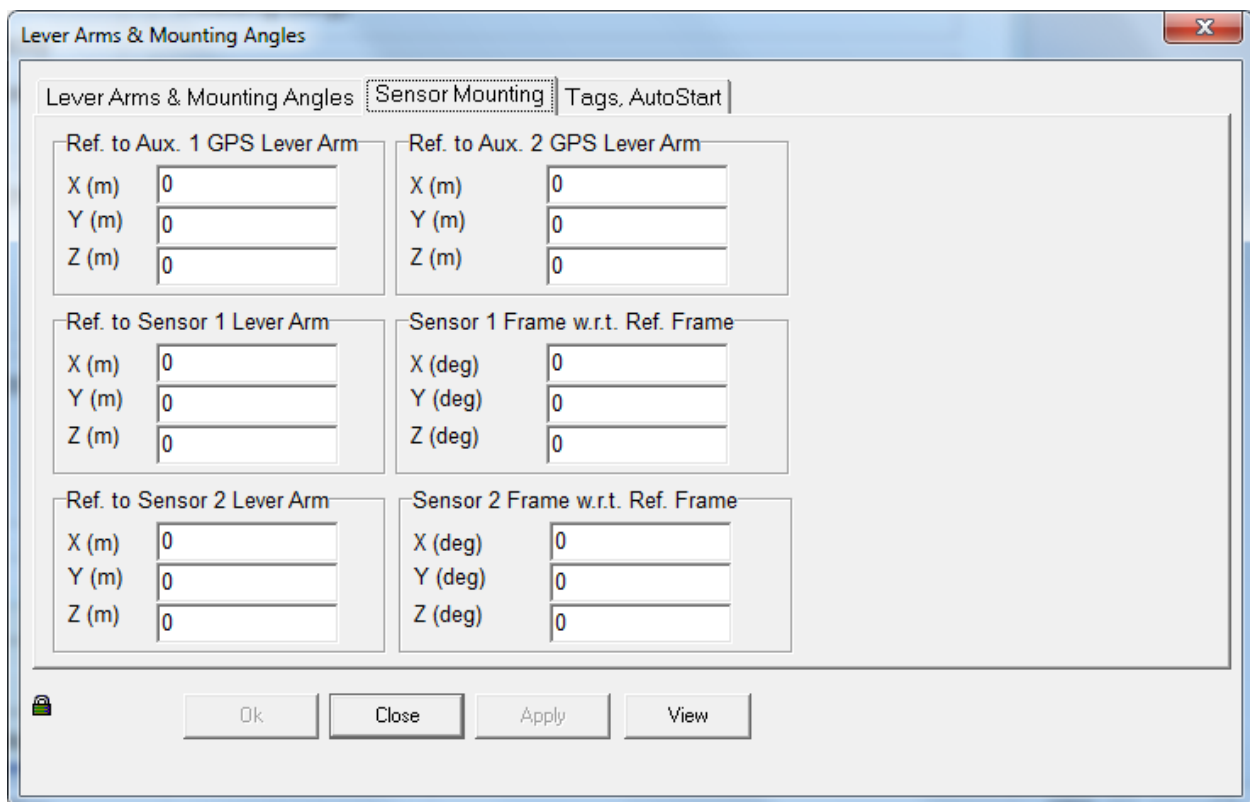 Lever Arms & Mounting Angles
Lever Arms & Mounting Angles Sensor Mounting Tags, AutoStart
Ref. to Aux. 1 GPS Lever Arm
X (m) 0
Y (m) 0
Z (m) 0
Ref. to Aux. 2 GPS Lever Arm
X (m) 0
Y (m) 0
Z (m) 0
Ref. to Sensor 1 Lever Arm
X (m) 0
Y (m) 0
Z (m) 0
Sensor 1 Frame w.r.t. Ref. Frame
X (deg) 0
Y (deg) 0
Z (deg) 0
Ref. to Sensor 2 Lever Arm
X (m) 0
Y (m) 0
Z (m) 0
Sensor 2 Frame w.r.t. Ref. Frame
X (deg) 0
Y (deg) 0
Z (deg) 0
Ok Close Apply View